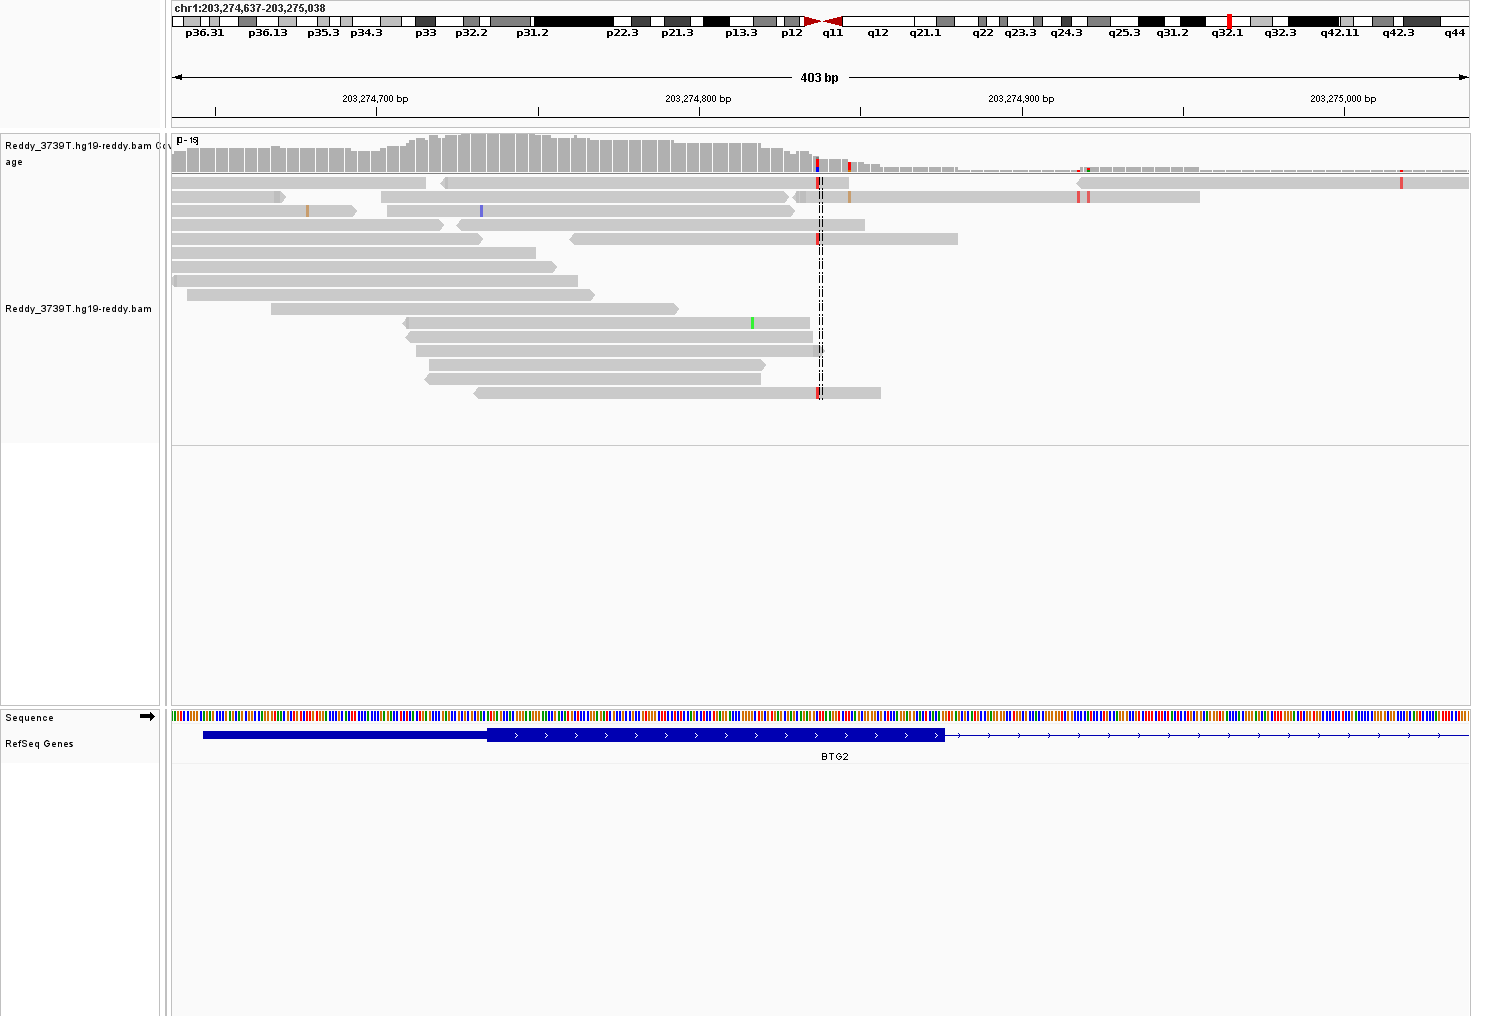 chr1:203,274,637-203,275,038
p36.31 p36.13 p35.3 p34.3 p33 p32.2 p31.2 p22.3 p21.3 p13.3 p12 q11 q12 q21.1 q22 q23.3 q24.3 q25.3 q31.2 q32.1 q32.3 q42.11 q42.3 q44
403 bp
203,274,700 bp 203,274,800 bp 203,274,900 bp 203,275,000 bp
[0 - 19]
Reddy_3739T.hg19-reddy.bam Cov
age
Reddy_3739T.hg19-reddy.bam
Sequence
RefSeq Genes
BTG2